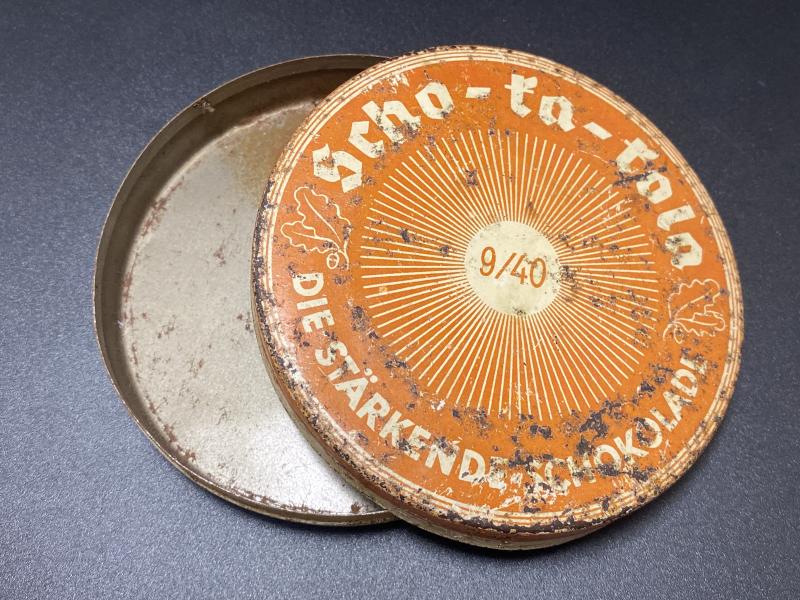 Scho-ka-kola
9/40
DIE STÄRKENDE SCHOKOLADE